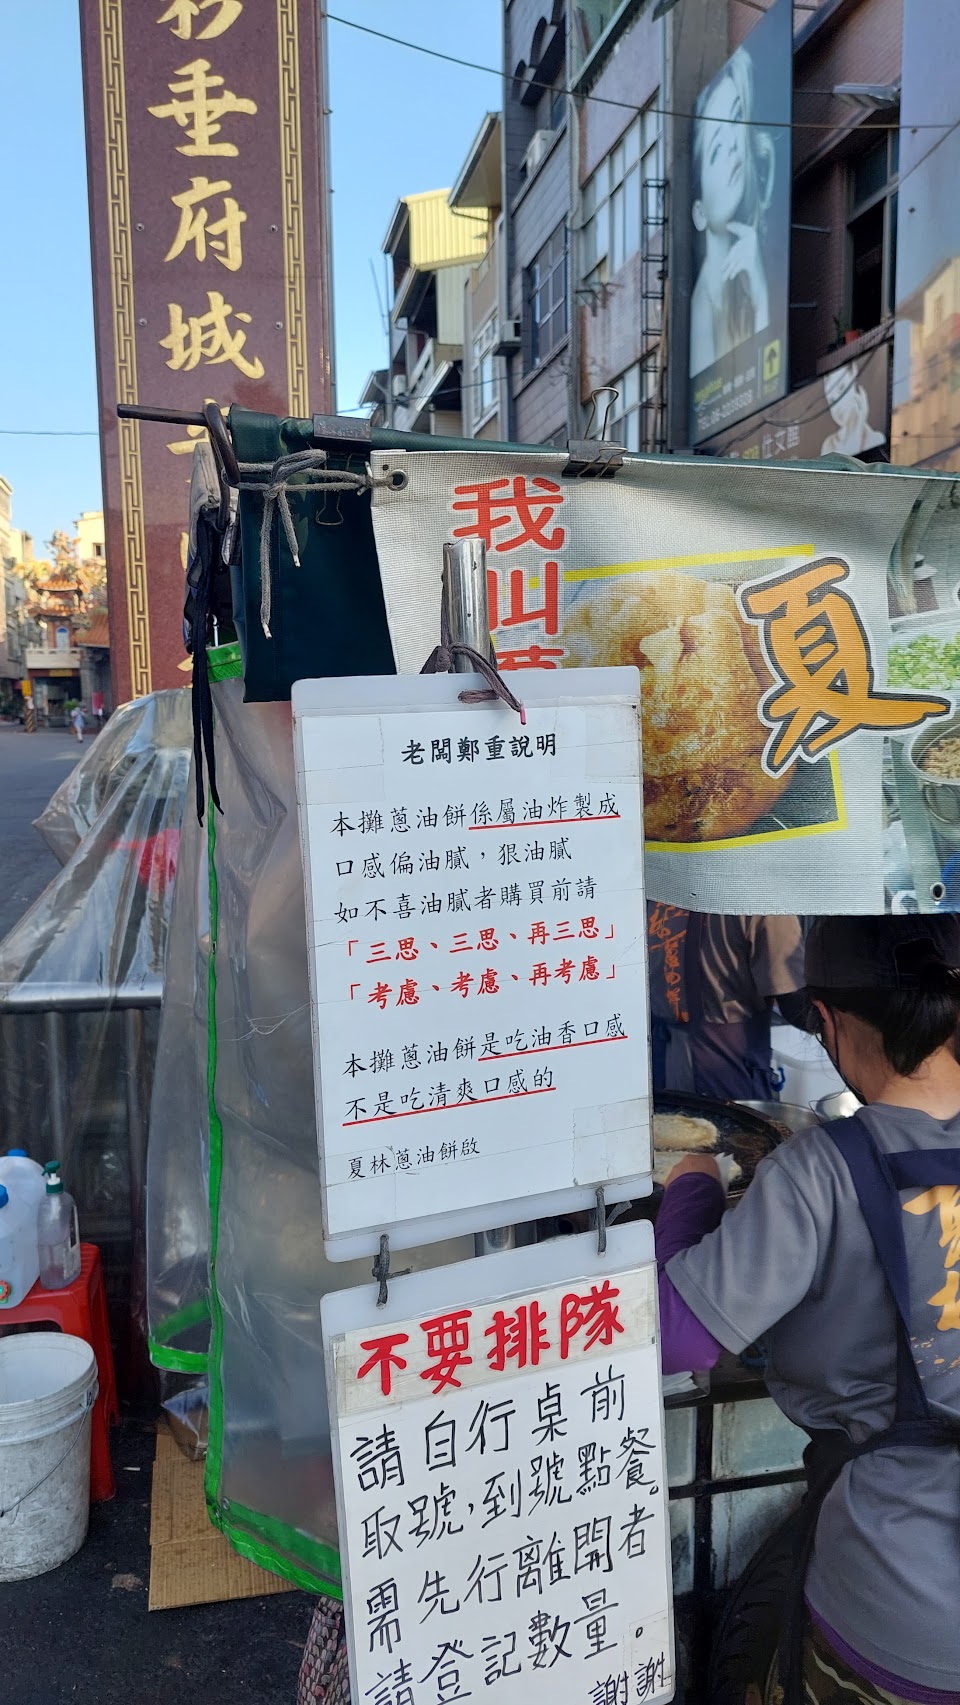 垂府城
我叫
夏
老闆鄭重說明
本攤蔥油餅係屬油炸製成
口感偏油膩，狠油膩
如不喜油膩者購買前請
「三思、三思、再三思」
「考慮、考慮、再考慮」
本攤蔥油餅是吃油香口感
不是吃清爽口感的
夏林蔥油餅啟
不要排隊
請自行桌前
取號，到號點餐。
需先行離開者
請登記數量。
謝謝
仕文館